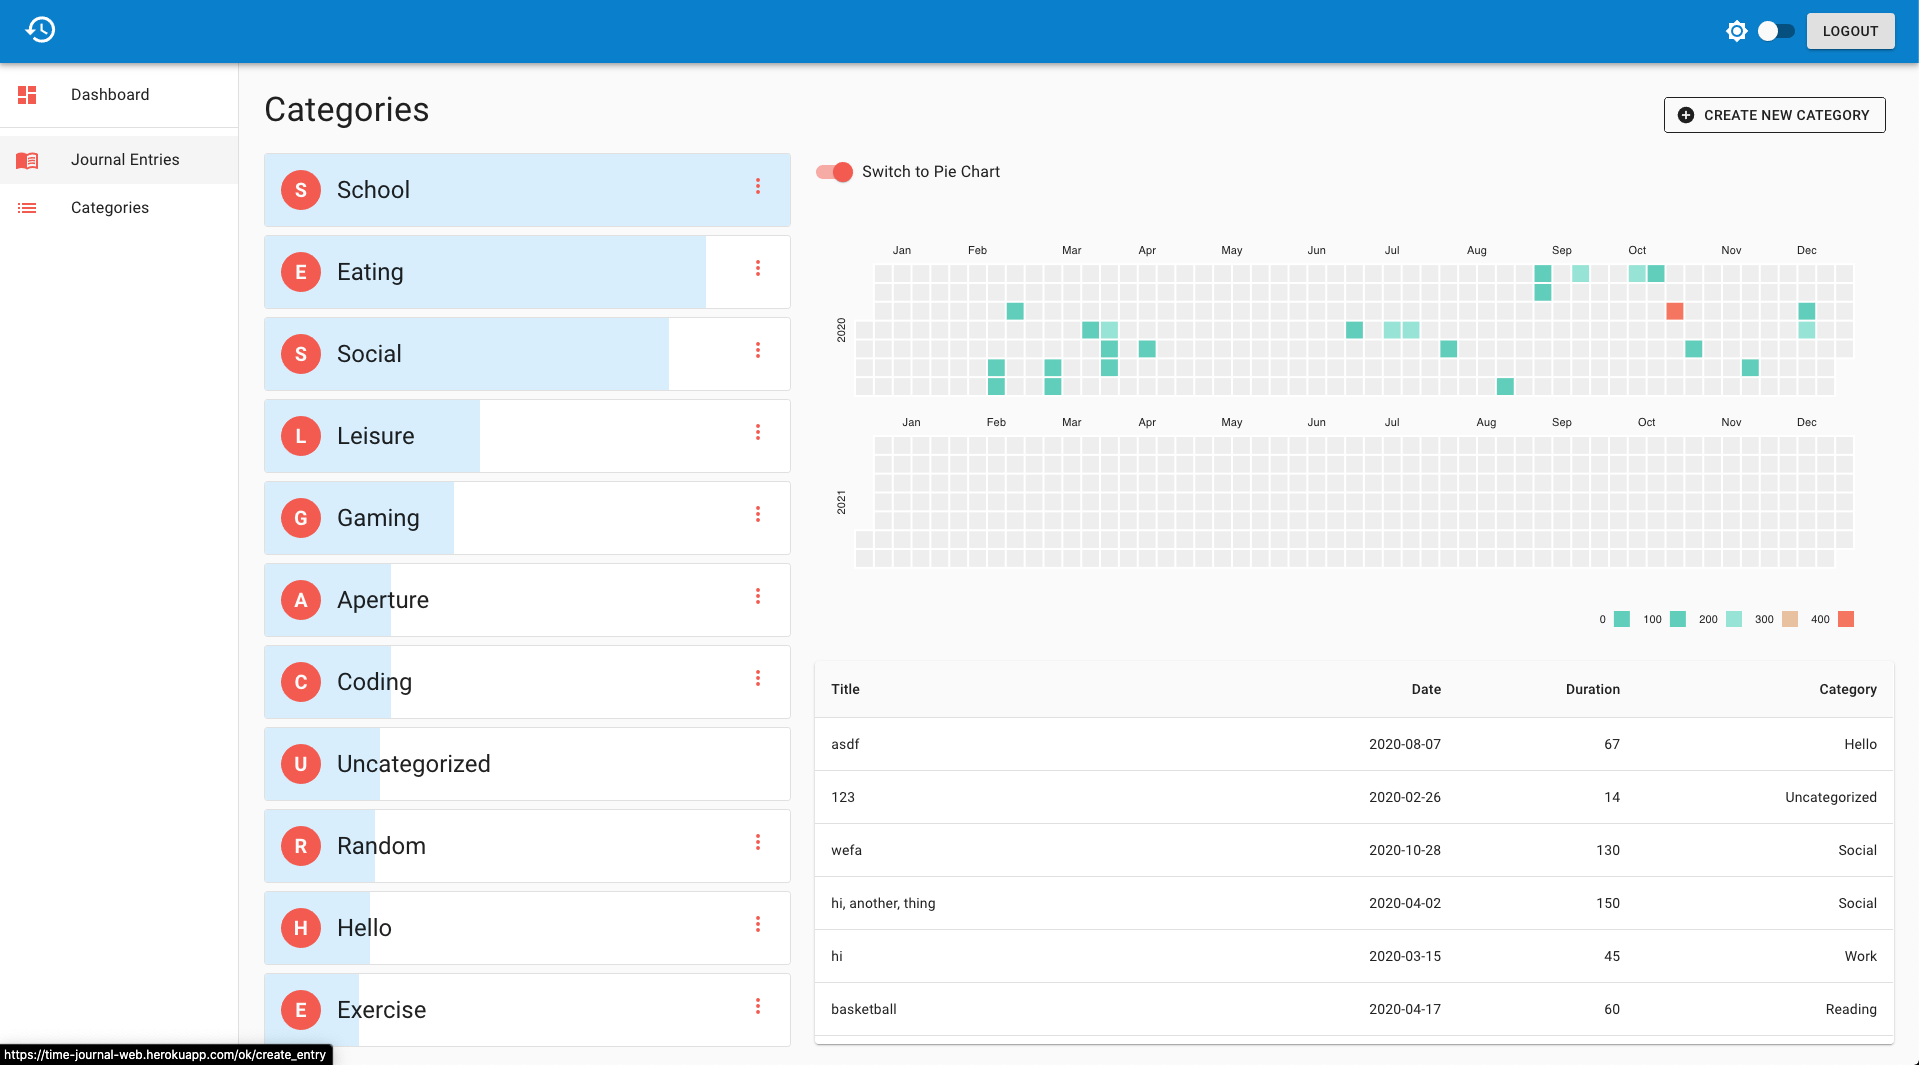 LOGOUT
Dashboard
Journal Entries
Categories
Categories
CREATE NEW CATEGORY
S School
E Eating
S Social
L Leisure
G Gaming
A Aperture
C Coding
U Uncategorized
R Random
H Hello
E Exercise
Switch to Pie Chart
Jan Feb Mar Apr May Jun Jul Aug Sep Oct Nov Dec
2020
Jan Feb Mar Apr May Jun Jul Aug Sep Oct Nov Dec
2021
0 100 200 300 400
Title Date Duration Category
asdf 2020-08-07 67 Hello
123 2020-02-26 14 Uncategorized
wefa 2020-10-28 130 Social
hi, another, thing 2020-04-02 150 Social
hi 2020-03-15 45 Work
basketball 2020-04-17 60 Reading
https://time-journal-web.herokuapp.com/ok/create_entry